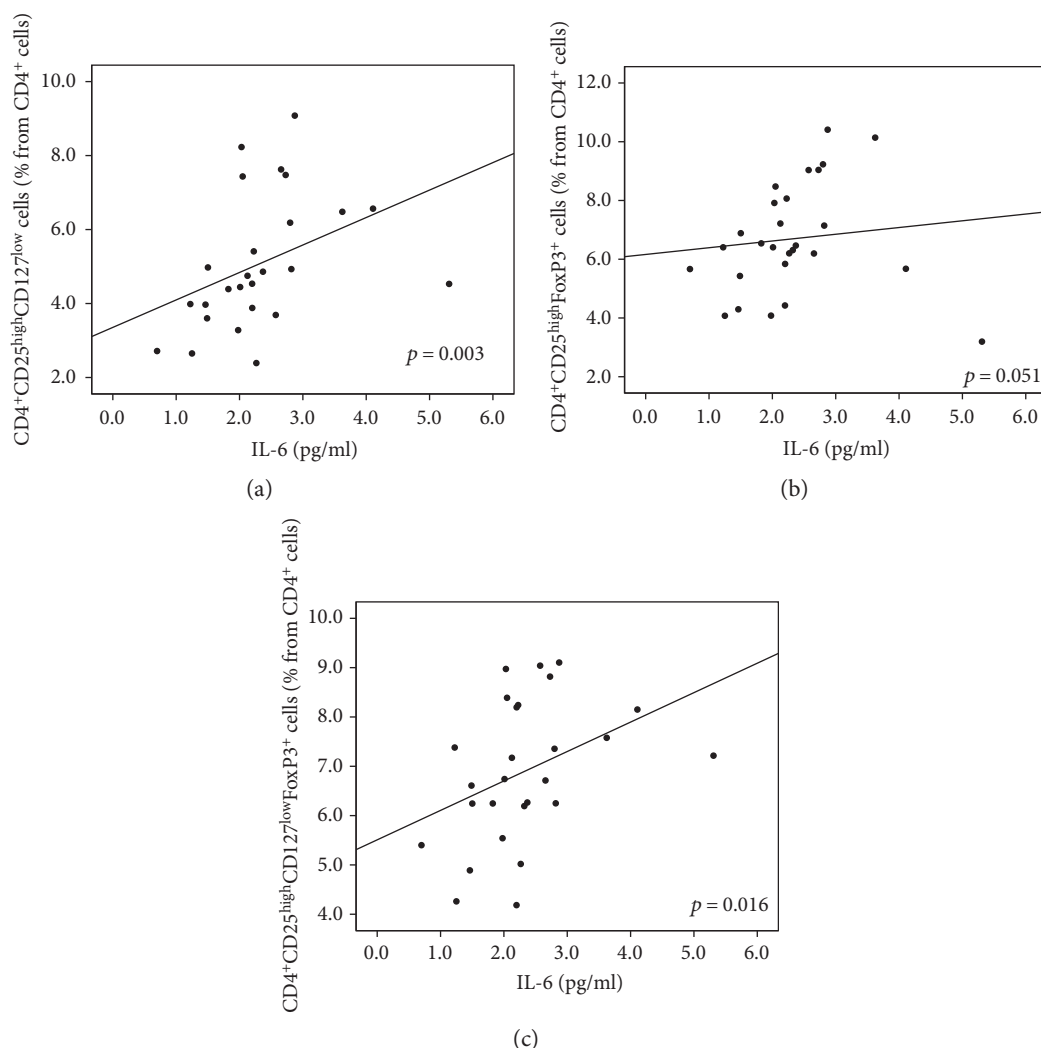 CD4⁺CD25ʰⁱᵍʰCD127ˡᵒʷ cells (% from CD4⁺ cells)
10.0
8.0
6.0
4.0
2.0
p = 0.003
0.0 1.0 2.0 3.0 4.0 5.0 6.0
IL-6 (pg/ml)
(a)
CD4⁺CD25ʰⁱᵍʰFoxP3⁺ cells (% from CD4⁺ cells)
12.0
10.0
8.0
6.0
4.0
2.0
p = 0.051
0.0 1.0 2.0 3.0 4.0 5.0 6.0
IL-6 (pg/ml)
(b)
CD4⁺CD25ʰⁱᵍʰCD127ˡᵒʷFoxP3⁺ cells (% from CD4⁺ cells)
10.0
9.0
8.0
7.0
6.0
5.0
4.0
p = 0.016
0.0 1.0 2.0 3.0 4.0 5.0 6.0
IL-6 (pg/ml)
(c)